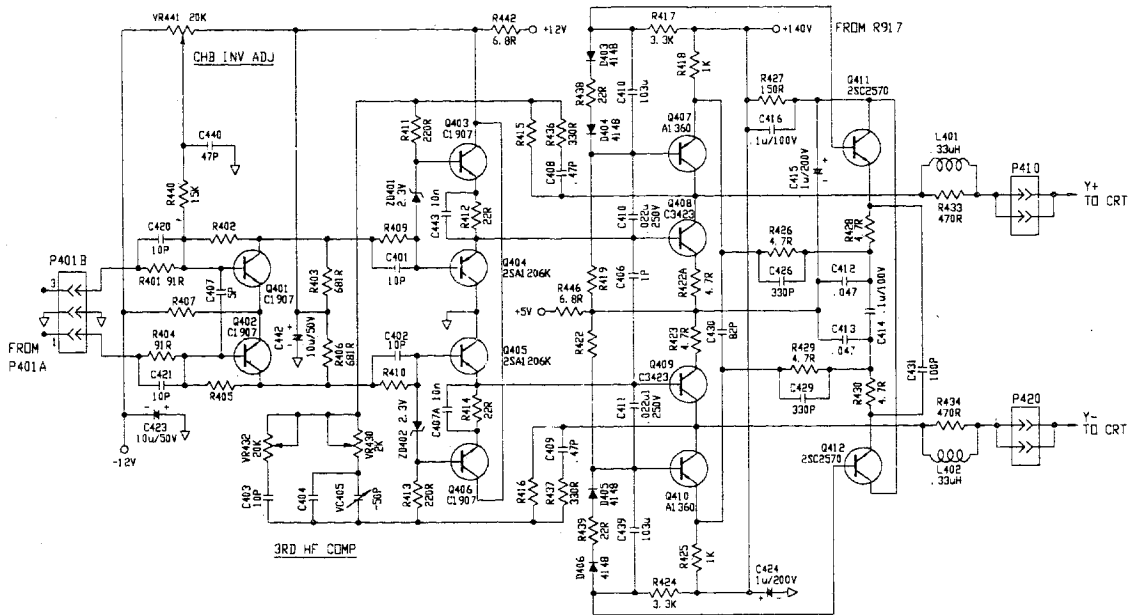 VR441 20K
CHB INV ADJ
R442
6.8R
+12V
C440
47P
R440
15K
C420
10P
R402
P401B
3
R401 91R
R407
C407
Q401
C1907
Q402
C1907
R404
91R
1
FROM
P401A
C421
10P
R405
C423
10u/50V
-12V
R403
681R
C442
10u/50V
R406
681R
R409
C401
10P
C402
10P
R410
R411
220R
ZD401
2.3V
Q403
C1907
C443 10n
R412
22R
Q404
2SA1206K
Q405
2SA1206K
C407A 10n
R414
22R
ZD402 2.3V
Q406
C1907
R413
220R
VR432
20K
C403
10P
C404
VR430
2K
VC405
-50P
3RD HF COMP
R415
R436
330R
C408
.47P
R416
C409
.47P
R437
330R
D403
4148
R438
22R
D404
4148
R417
3.3K
C410
103u
R418
1K
Q407
A1360
Q408
C3423
C410
.022u
250V
R419
C406
1P
R422A
4.7R
R446
6.8R
+5V
R422
R423
4.7R
Q409
C3423
C411
.022u1
250V
D405
4148
R439
22R
D406
4148
C439
103u
Q410
A1360
R425
1K
R424
3.3K
C424
1u/200V
+140V
FROM R917
R427
150R
C416
.1u/100V
C415
1u/200V
Q411
2SC2570
R426
4.7R
C426
330P
R428
4.7R
C412
.047
C413
.047
C414 .1u/100V
C430
82P
R429
4.7R
C429
330P
R430
4.7R
C431
100P
Q412
2SC2570
L401
.33uH
R433
470R
P410
Y+
TO CRT
R434
470R
L402
.33uH
P420
Y-
TO CRT